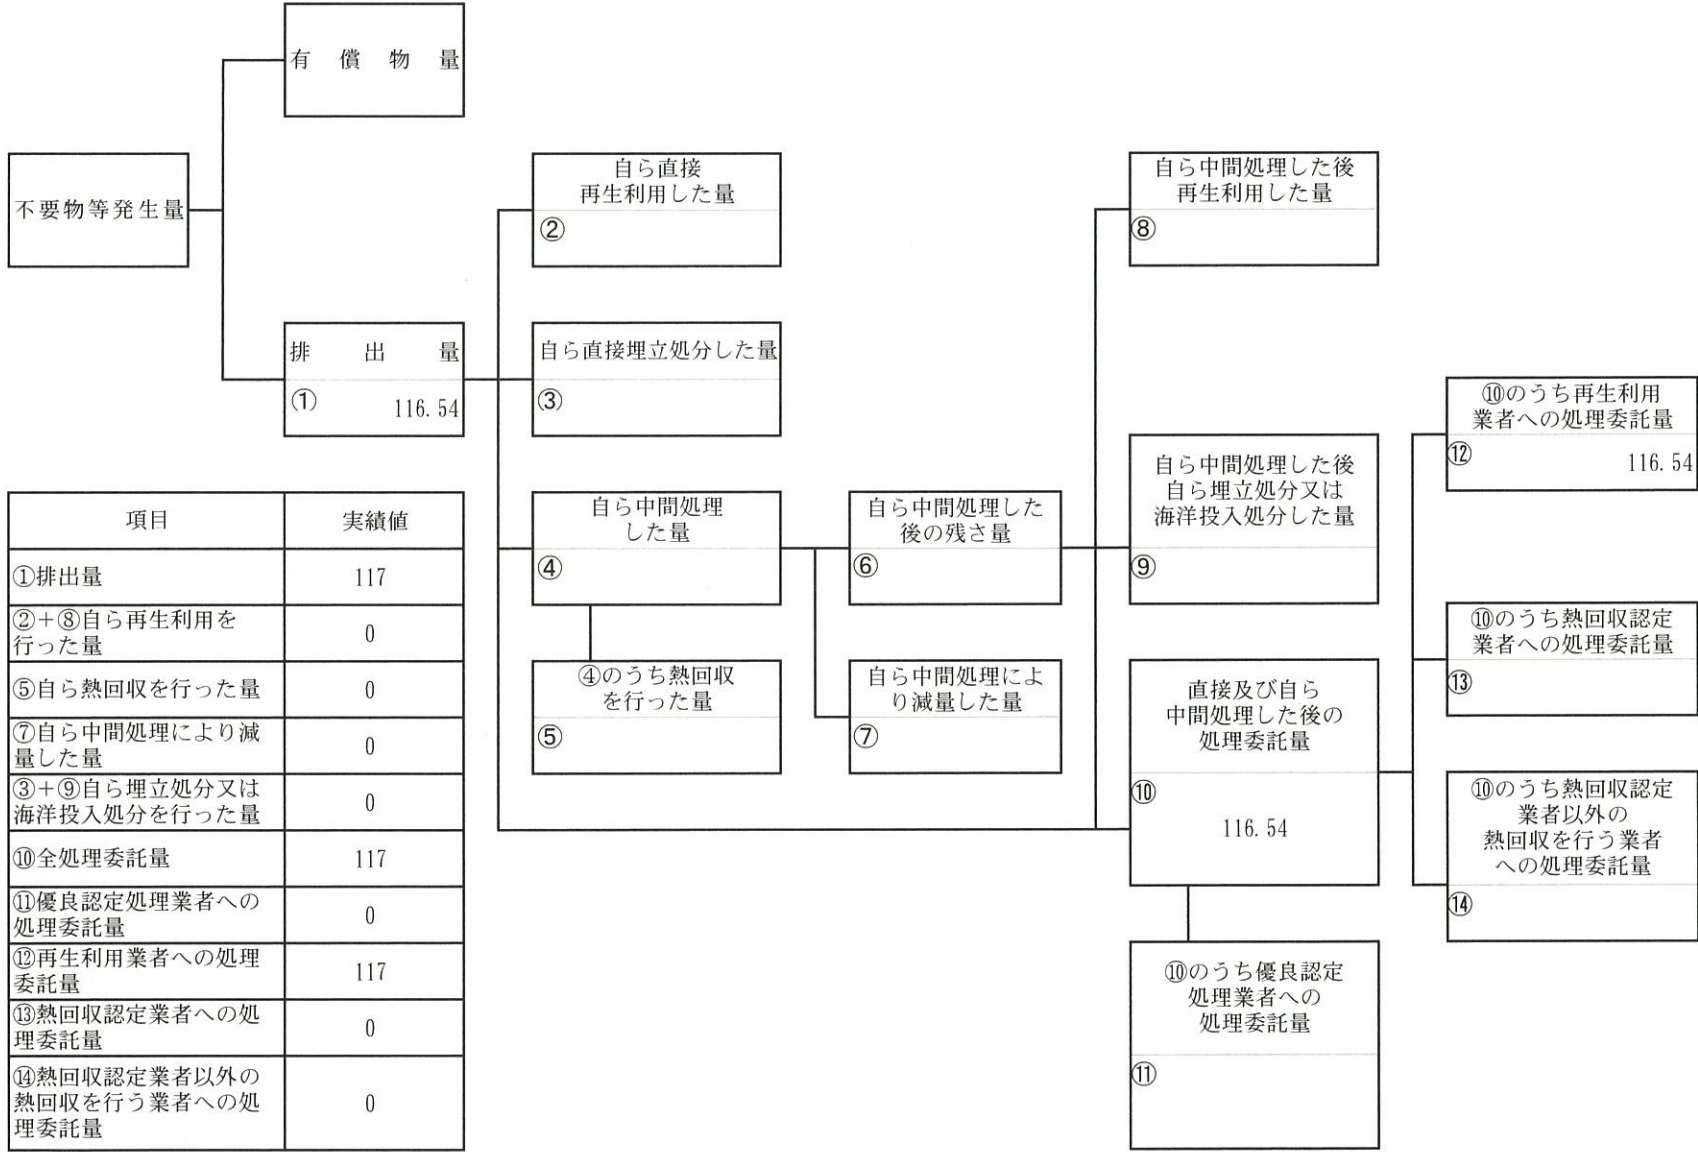 有償物量
不要物等発生量
排出量
①
116.54
自ら直接
再生利用した量
②
自ら直接埋立処分した量
③
自ら中間処理
した量
④
④のうち熱回収
を行った量
⑤
自ら中間処理した
後の残さ量
⑥
自ら中間処理によ
り減量した量
⑦
自ら中間処理した後
再生利用した量
⑧
自ら中間処理した後
自ら埋立処分又は
海洋投入処分した量
⑨
直接及び自ら
中間処理した後の
処理委託量
⑩
116.54
⑩のうち優良認定
処理業者への
処理委託量
⑪
⑩のうち再生利用
業者への処理委託量
⑫
116.54
⑩のうち熱回収認定
業者への処理委託量
⑬
⑩のうち熱回収認定
業者以外の
熱回収を行う業者
への処理委託量
⑭
項目 実績値
①排出量 117
②+⑧自ら再生利用を
行った量 0
⑤自ら熱回収を行った量 0
⑦自ら中間処理により減
量した量 0
③+⑨自ら埋立処分又は
海洋投入処分を行った量 0
⑩全処理委託量 117
⑪優良認定処理業者への
処理委託量 0
⑫再生利用業者への処理
委託量 117
⑬熱回収認定業者への処
理委託量 0
⑭熱回収認定業者以外の
熱回収を行う業者への処
理委託量 0